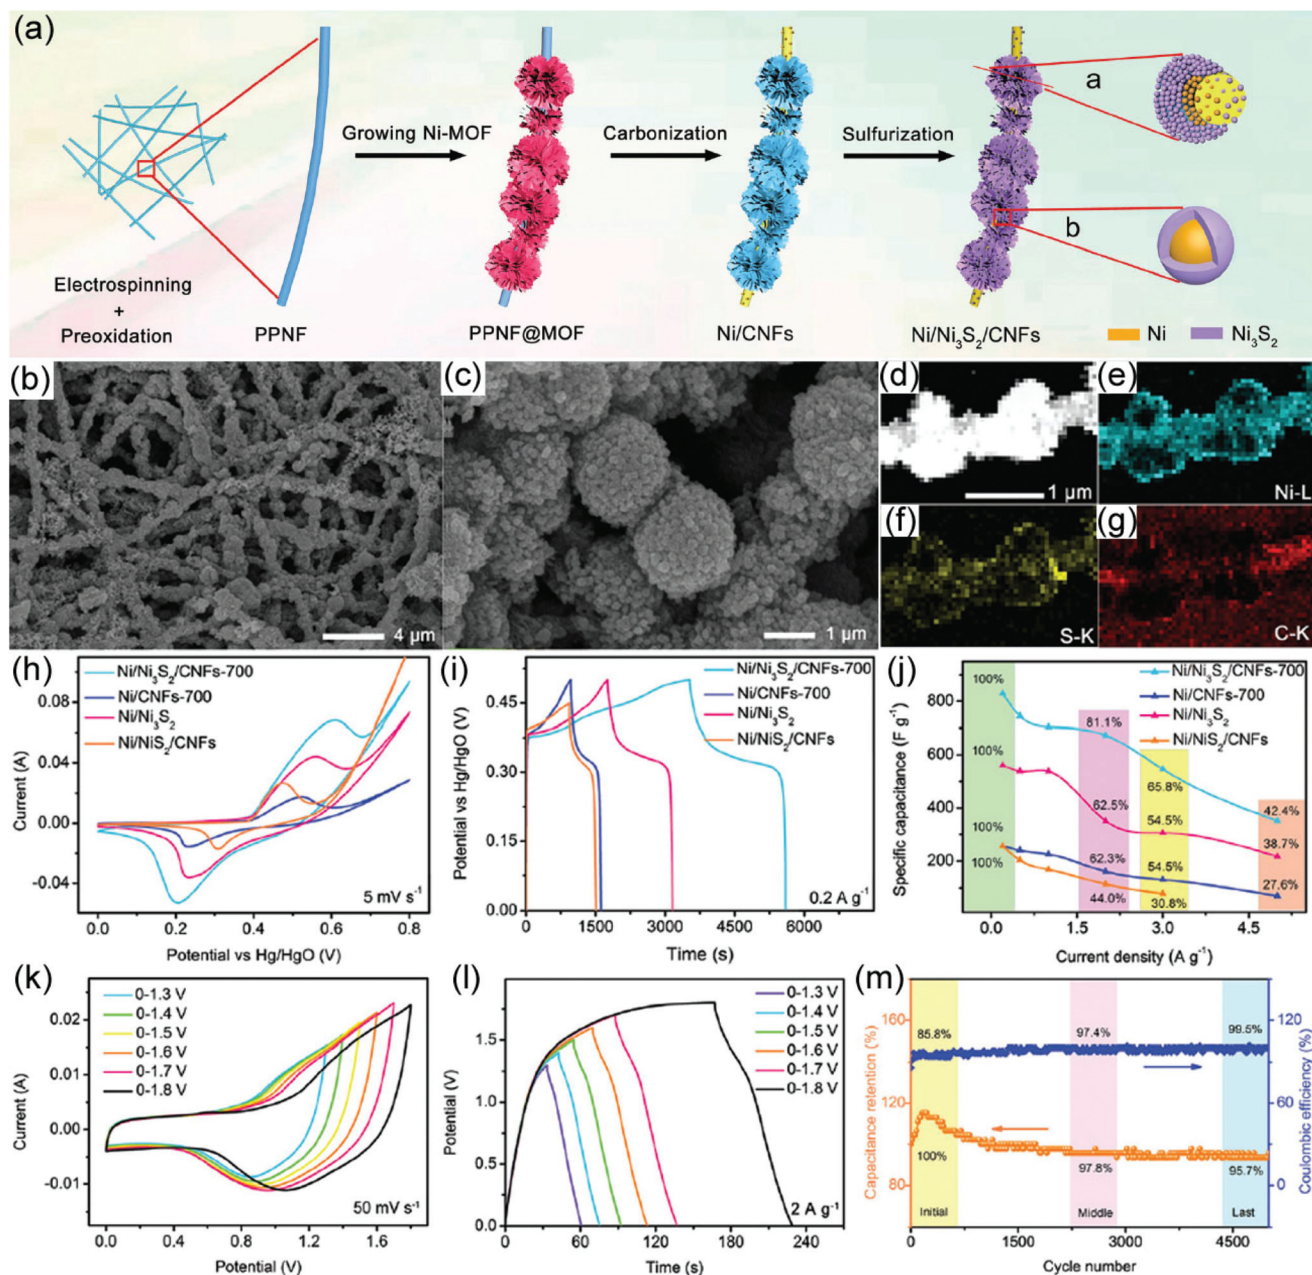 (a)
Growing Ni-MOF
Carbonization
Sulfurization
a
b
Electrospinning
+
Preoxidation
PPNF
PPNF@MOF
Ni/CNFs
Ni/Ni₃S₂/CNFs
Ni
Ni₃S₂
(b)
4 µm
(c)
1 µm
(d)
1 µm
(e)
Ni-L
(f)
S-K
(g)
C-K
(h)
Ni/Ni₃S₂/CNFs-700
Ni/CNFs-700
Ni/Ni₃S₂
Ni/NiS₂/CNFs
0.08
0.04
0.00
-0.04
Current (A)
5 mV s⁻¹
0.0 0.2 0.4 0.6 0.8
Potential vs Hg/HgO (V)
(i)
Ni/Ni₃S₂/CNFs-700
Ni/CNFs-700
Ni/Ni₃S₂
Ni/NiS₂/CNFs
0.45
0.30
0.15
0.00
Potential vs Hg/HgO (V)
0.2 A g⁻¹
0 1500 3000 4500 6000
Time (s)
(j)
Ni/Ni₃S₂/CNFs-700
Ni/CNFs-700
Ni/Ni₃S₂
Ni/NiS₂/CNFs
800
600
400
200
Specific capacitance (F g⁻¹)
100%
81.1%
65.8%
42.4%
100%
62.5%
54.5%
38.7%
100%
62.3%
54.5%
27.6%
100%
44.0%
30.8%
0.0 1.5 3.0 4.5
Current density (A g⁻¹)
(k)
0-1.3 V
0-1.4 V
0-1.5 V
0-1.6 V
0-1.7 V
0-1.8 V
0.02
0.01
0.00
-0.01
Current (A)
50 mV s⁻¹
0.0 0.4 0.8 1.2 1.6
Potential (V)
(l)
0-1.3 V
0-1.4 V
0-1.5 V
0-1.6 V
0-1.7 V
0-1.8 V
1.5
1.0
0.5
0.0
Potential (V)
2 A g⁻¹
0 60 120 180 240
Time (s)
(m)
160
120
80
Capacitance retention (%)
85.8%
97.4%
99.5%
100%
97.8%
95.7%
Initial
Middle
Last
120
60
0
Coulombic efficiency (%)
0 1500 3000 4500
Cycle number